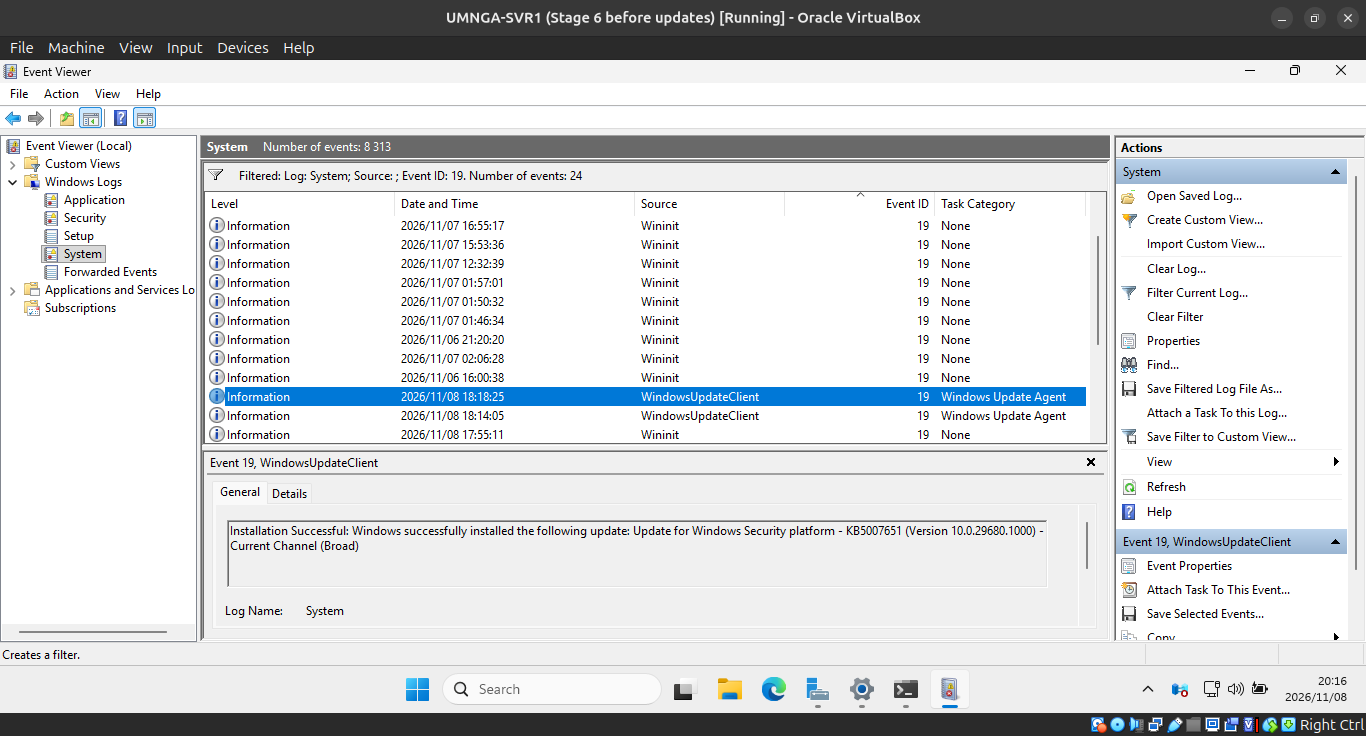 UMNGA-SVR1 (Stage 6 before updates) [Running] - Oracle VirtualBox
File Machine View Input Devices Help
Event Viewer
File Action View Help
Event Viewer (Local)
Custom Views
Windows Logs
Application
Security
Setup
System
Forwarded Events
Applications and Services Lo
Subscriptions
System Number of events: 8 313
Filtered: Log: System; Source: ; Event ID: 19. Number of events: 24
Level Date and Time Source Event ID Task Category
Information 2026/11/07 16:55:17 Wininit 19 None
Information 2026/11/07 15:53:36 Wininit 19 None
Information 2026/11/07 12:32:39 Wininit 19 None
Information 2026/11/07 01:57:01 Wininit 19 None
Information 2026/11/07 01:50:32 Wininit 19 None
Information 2026/11/07 01:46:34 Wininit 19 None
Information 2026/11/06 21:20:20 Wininit 19 None
Information 2026/11/07 02:06:28 Wininit 19 None
Information 2026/11/06 16:00:38 Wininit 19 None
Information 2026/11/08 18:18:25 WindowsUpdateClient 19 Windows Update Agent
Information 2026/11/08 18:14:05 WindowsUpdateClient 19 Windows Update Agent
Information 2026/11/08 17:55:11 Wininit 19 None
Event 19, WindowsUpdateClient
General Details
Installation Successful: Windows successfully installed the following update: Update for Windows Security platform - KB5007651 (Version 10.0.29680.1000) -
Current Channel (Broad)
Log Name: System
Actions
System
Open Saved Log...
Create Custom View...
Import Custom View...
Clear Log...
Filter Current Log...
Clear Filter
Properties
Find...
Save Filtered Log File As...
Attach a Task To this Log...
Save Filter to Custom View...
View
Refresh
Help
Event 19, WindowsUpdateClient
Event Properties
Attach Task To This Event...
Save Selected Events...
Copy
Creates a filter.
Search
20:16
2026/11/08
Right Ctrl